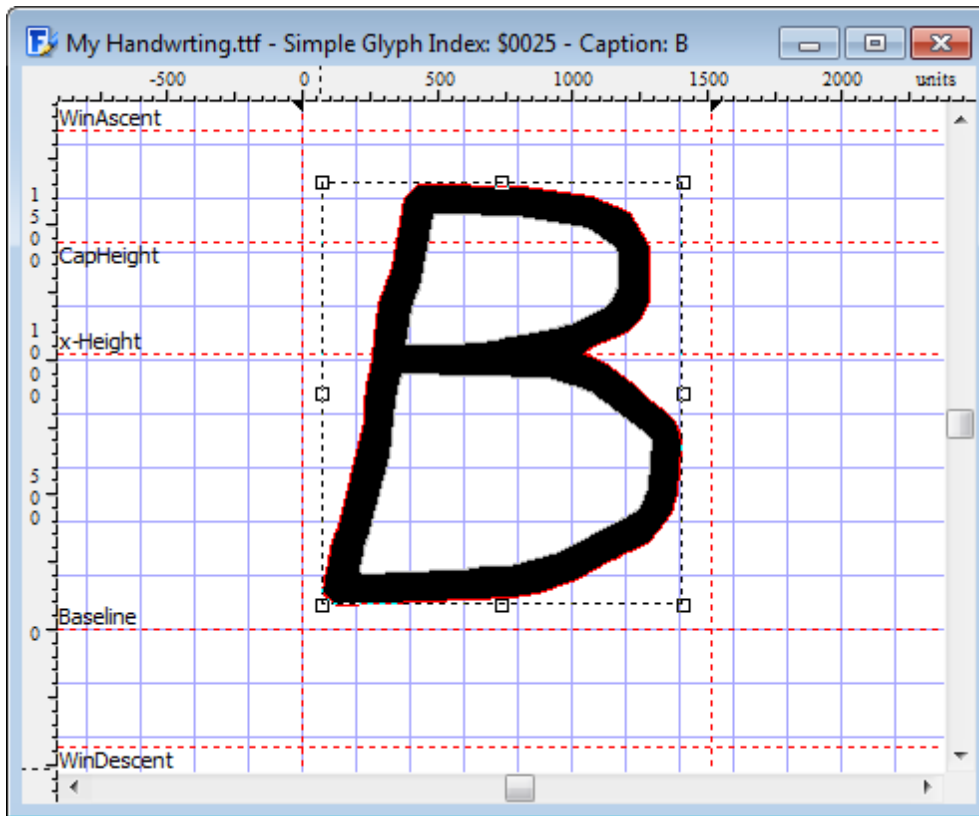 My Handwrting.ttf - Simple Glyph Index: $0025 - Caption: B
-500 0 500 1000 1500 2000 units
WinAscent
1500
CapHeight
x-Height
1000
500
Baseline
0
WinDescent
B